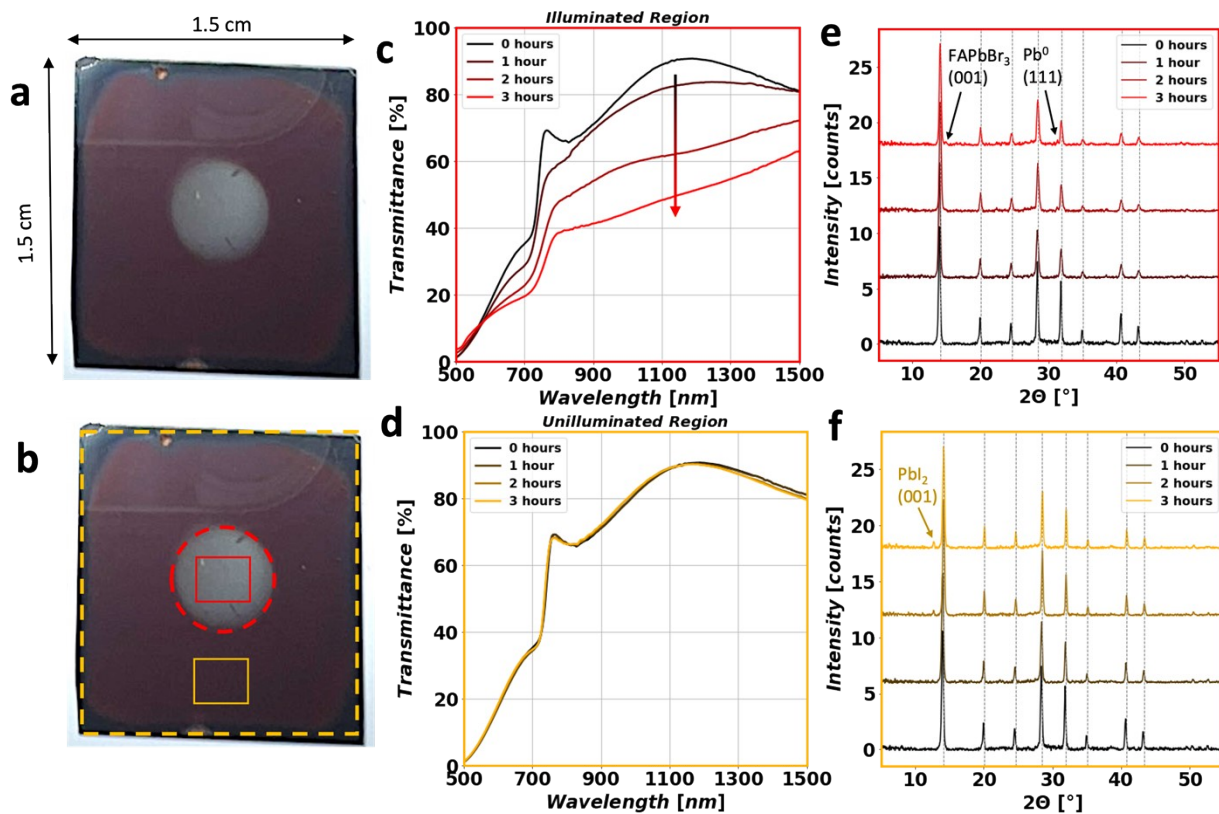 a
1.5 cm
1.5 cm
b
c
Illuminated Region
0 hours
1 hour
2 hours
3 hours
100
80
60
40
20
0
Transmittance [%]
500
700
900
1100
1300
1500
Wavelength [nm]
d
Unilluminated Region
0 hours
1 hour
2 hours
3 hours
100
80
60
40
20
0
Transmittance [%]
500
700
900
1100
1300
1500
Wavelength [nm]
e
FAPbBr3
(001)
Pb⁰
(111)
0 hours
1 hour
2 hours
3 hours
25
20
15
10
5
0
Intensity [counts]
10
20
30
40
50
2Θ [°]
f
PbI2
(001)
0 hours
1 hour
2 hours
3 hours
25
20
15
10
5
0
Intensity [counts]
10
20
30
40
50
2Θ [°]